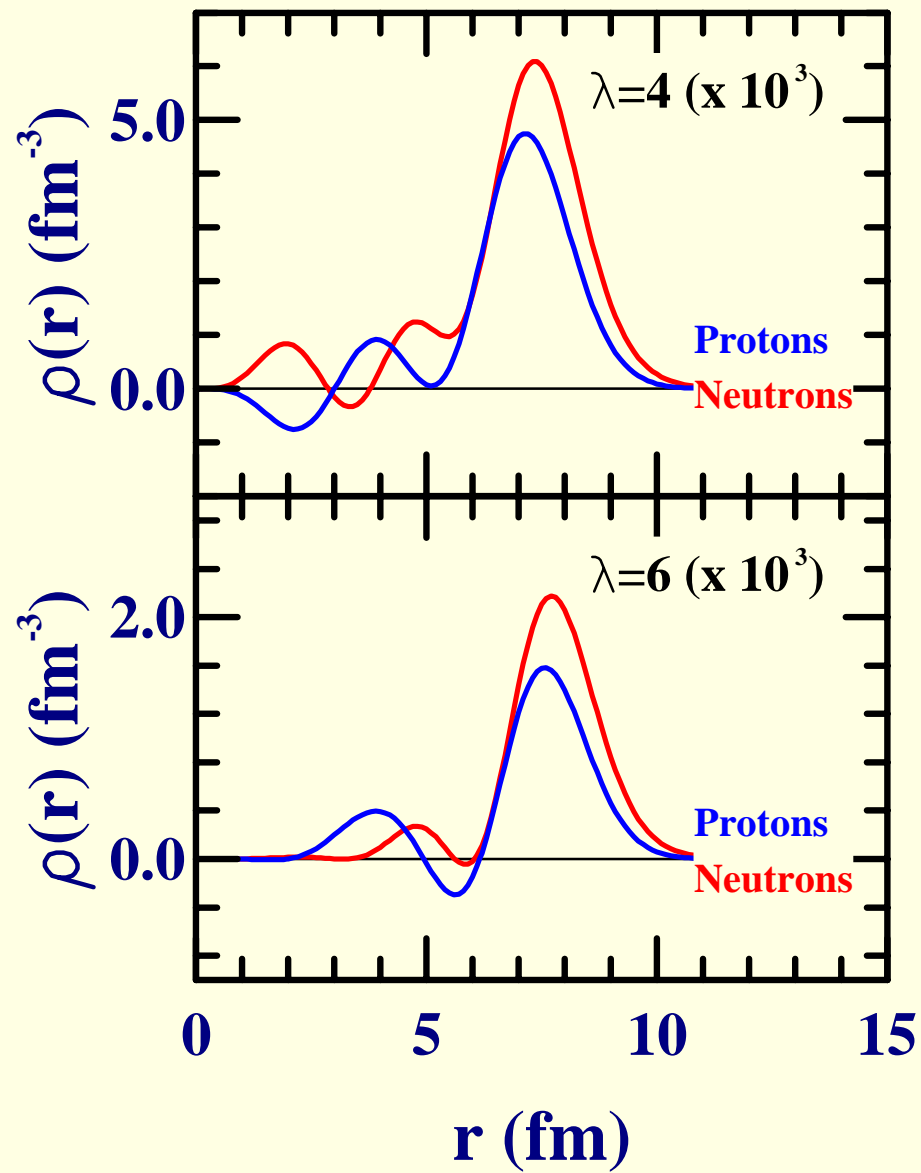 λ=4 (x 10³)
5.0
ρ(r) (fm⁻³)
Protons
0.0
Neutrons
λ=6 (x 10³)
2.0
ρ(r) (fm⁻³)
Protons
0.0
Neutrons
0 5 10 15
r (fm)